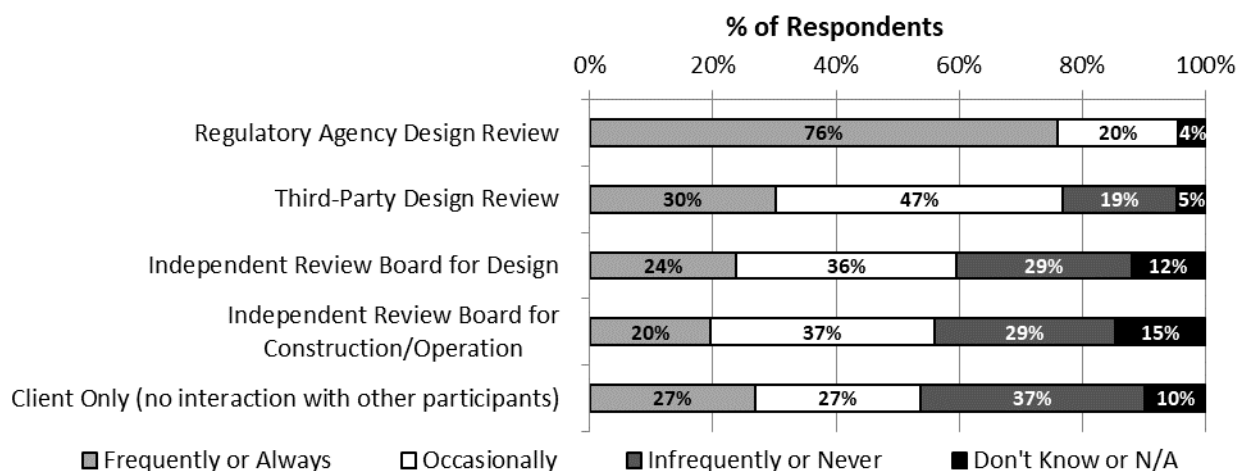 % of Respondents
0% 20% 40% 60% 80% 100%
Regulatory Agency Design Review 76% 20% 4%
Third-Party Design Review 30% 47% 19% 5%
Independent Review Board for Design 24% 36% 29% 12%
Independent Review Board for
Construction/Operation 20% 37% 29% 15%
Client Only (no interaction with other participants) 27% 27% 37% 10%
Frequently or Always Occasionally Infrequently or Never Don't Know or N/A